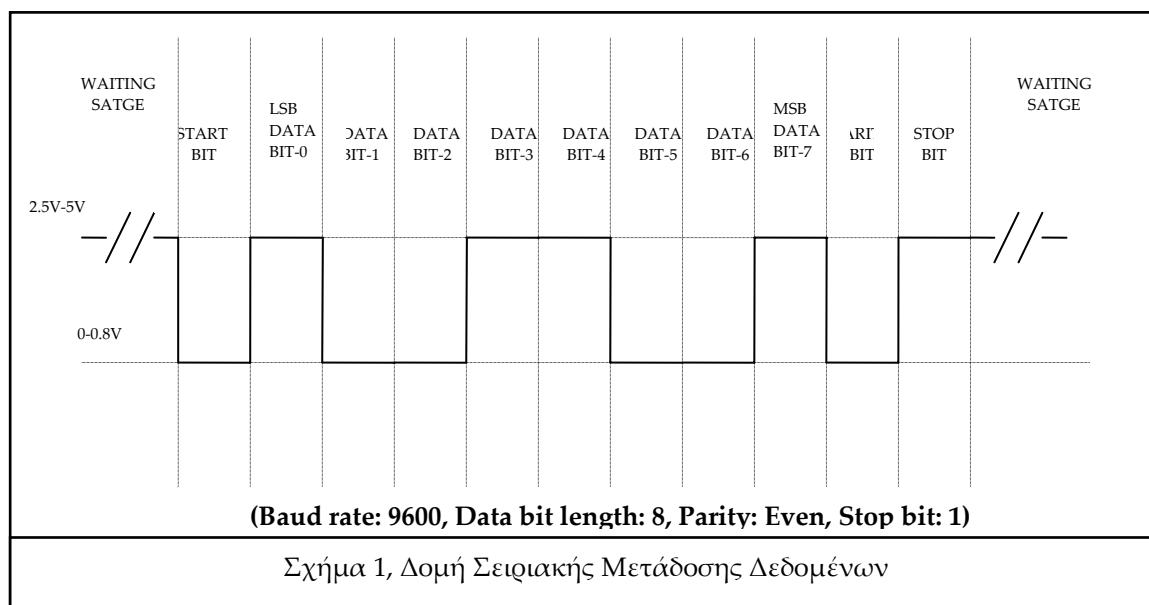 WAITING
SATGE
START
BIT
LSB
DATA
BIT-0
DATA
BIT-1
DATA
BIT-2
DATA
BIT-3
DATA
BIT-4
DATA
BIT-5
DATA
BIT-6
MSB
DATA
BIT-7
BIT
STOP
BIT
WAITING
SATGE
2.5V-5V
0-0.8V
(Baud rate: 9600, Data bit length: 8, Parity: Even, Stop bit: 1)
Σχήμα 1, Δομή Σειριακής Μετάδοσης Δεδομένων